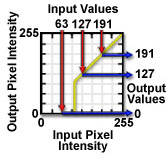 Input Values
63 127 191
255
191
127
Output
Values
0
0
255
Output Pixel Intensity
Input Pixel
Intensity